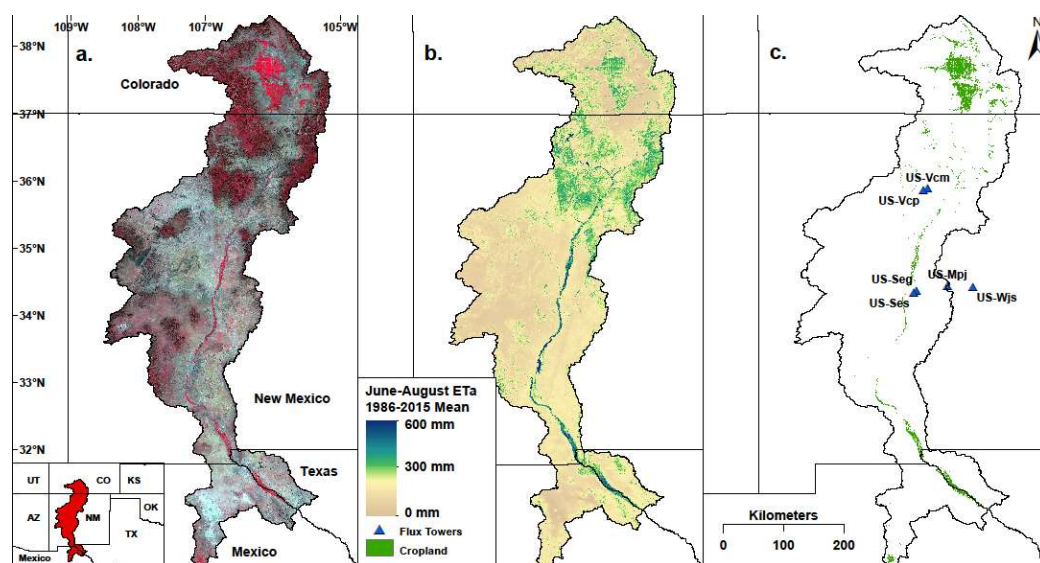 109°W
108°W
107°W
106°W
105°W
N
38°N
37°N
36°N
35°N
34°N
33°N
32°N
a.
Colorado
New Mexico
Texas
Mexico
UT
CO
KS
AZ
NM
OK
TX
Mexico
b.
June-August ETa
1986-2015 Mean
600 mm
300 mm
0 mm
Flux Towers
Cropland
c.
US-Vcm
US-Vcp
US-Seg
US-Mpj
US-Ses
US-Wjs
Kilometers
0 100 200